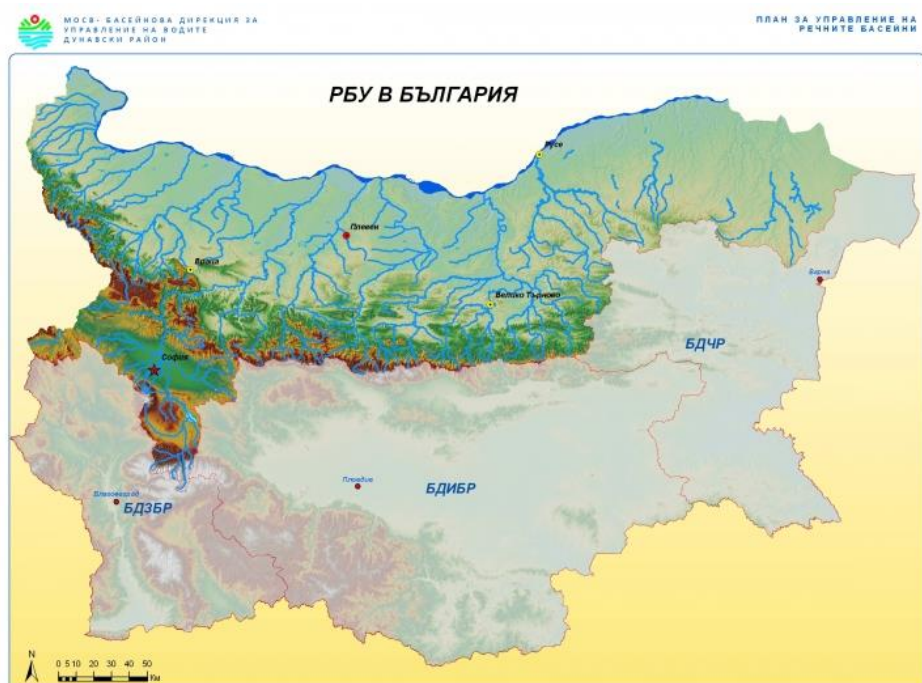 МОСВ- БАСЕЙНОВА ДИРЕКЦИЯ ЗА
УПРАВЛЕНИЕ НА ВОДИТЕ
ДУНАВСКИ РАЙОН
ПЛАН ЗА УПРАВЛЕНИЕ НА
РЕЧНИТЕ БАСЕЙНИ
РБУ В БЪЛГАРИЯ
Русе
Плевен
Враца
Варна
Велико Търново
БДЧР
София
Пловдив
БДИБР
Благоевград
БДЗБР
N
0 5 10 20 30 40 50
Км